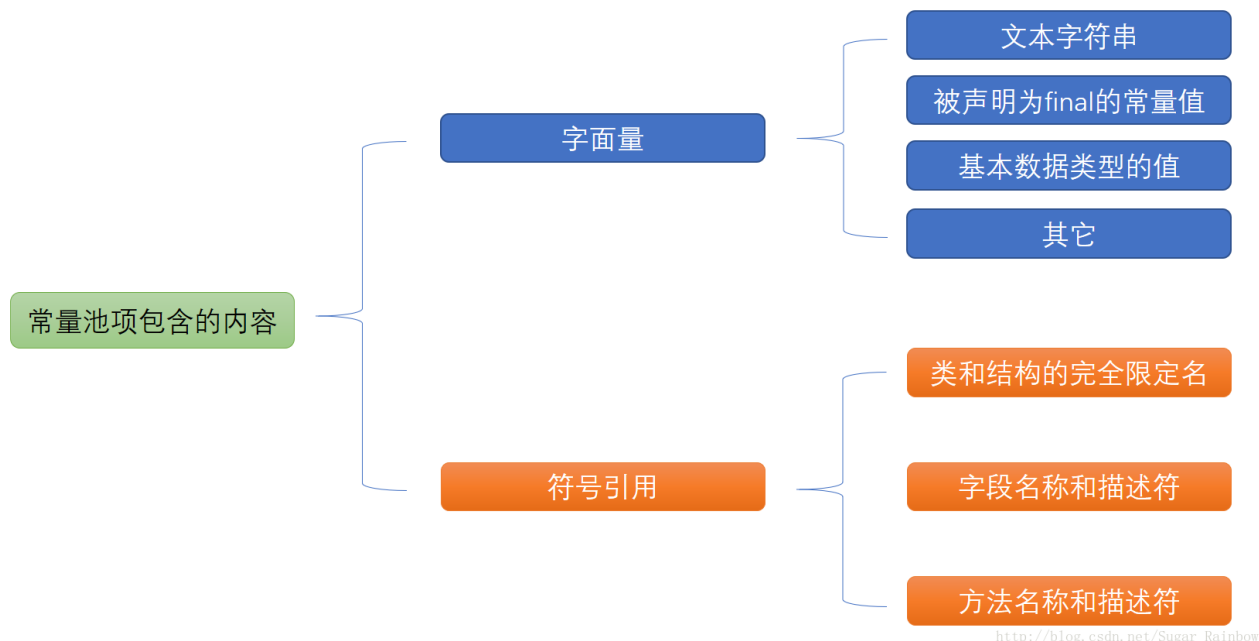 常量池项包含的内容
字面量
文本字符串
被声明为final的常量值
基本数据类型的值
其它
符号引用
类和结构的完全限定名
字段名称和描述符
方法名称和描述符
http://blog.csdn.net/Sugar_Rainbow